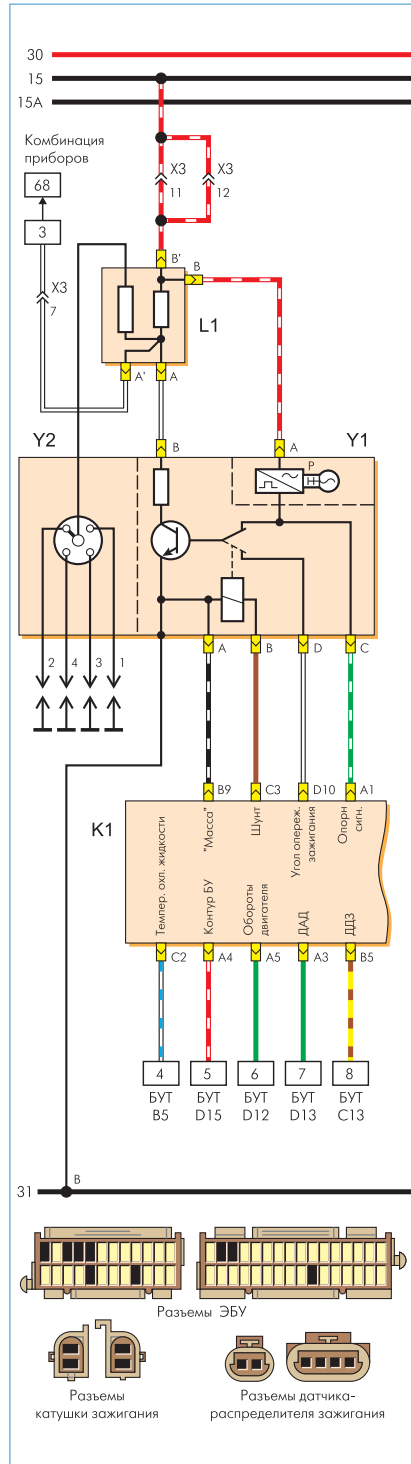 30
15
15А
Комбинация
приборов
68
3
X3
11
X3
12
X3
7
B'
B
L1
A'
A
Y2
B
A
Y1
P
2
4
3
1
A
B
D
C
B9
C3
D10
A1
K1
Темпер. охл. жидкости
"Масса"
Контур БУ
Шунт
Обороты
двигателя
Угол опереж.
зажигания
ДАД
Опорн
сигн.
ДДЗ
C2
A4
A5
A3
B5
4
5
6
7
8
БУТ
B5
БУТ
D15
БУТ
D12
БУТ
D13
БУТ
C13
B
31
Разъемы ЭБУ
Разъемы
катушки зажигания
Разъемы датчика-
распределителя зажигания